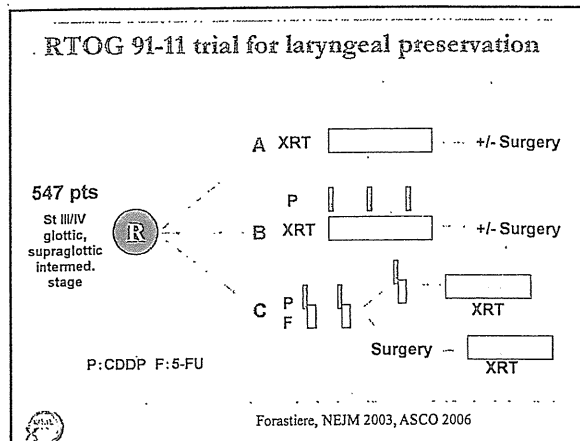 RTOG 91-11 trial for laryngeal preservation
A XRT +/- Surgery
547 pts
St III/IV
glottic,
supraglottic
intermed.
stage
R
P
B XRT +/- Surgery
C P
F
XRT
Surgery
XRT
P:CDDP F:5-FU
Forastiere, NEJM 2003, ASCO 2006